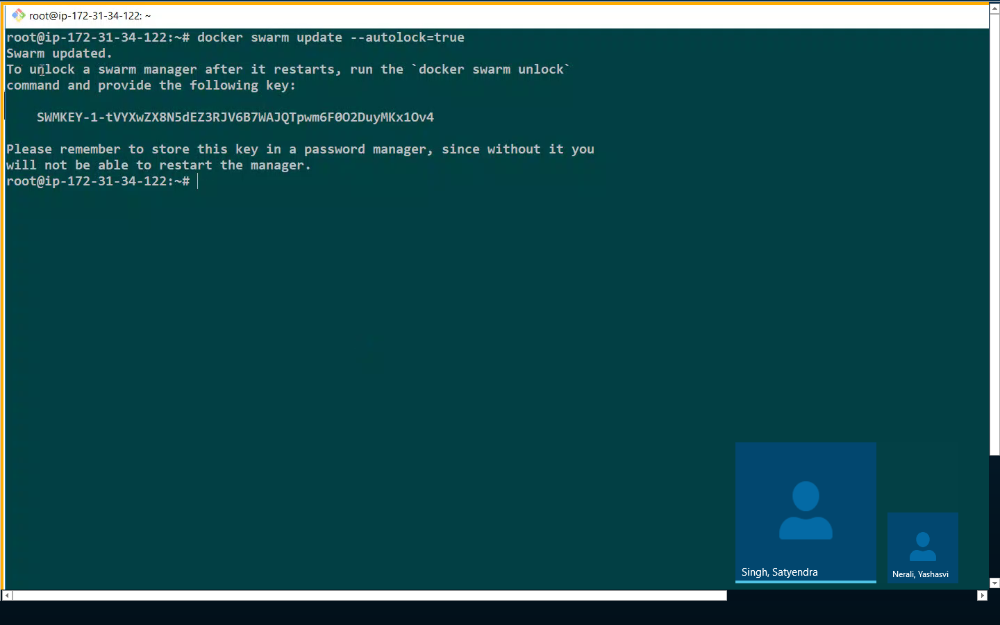 root@ip-172-31-34-122: ~
root@ip-172-31-34-122:~# docker swarm update --autolock=true
Swarm updated.
To unlock a swarm manager after it restarts, run the `docker swarm unlock`
command and provide the following key:
SWMKEY-1-tVYXwZX8N5dEZ3RJV6B7WAJQTpwm6F0O2DuyMKx1Ov4
Please remember to store this key in a password manager, since without it you
will not be able to restart the manager.
root@ip-172-31-34-122:~#
Singh, Satyendra
Nerali, Yashasvi